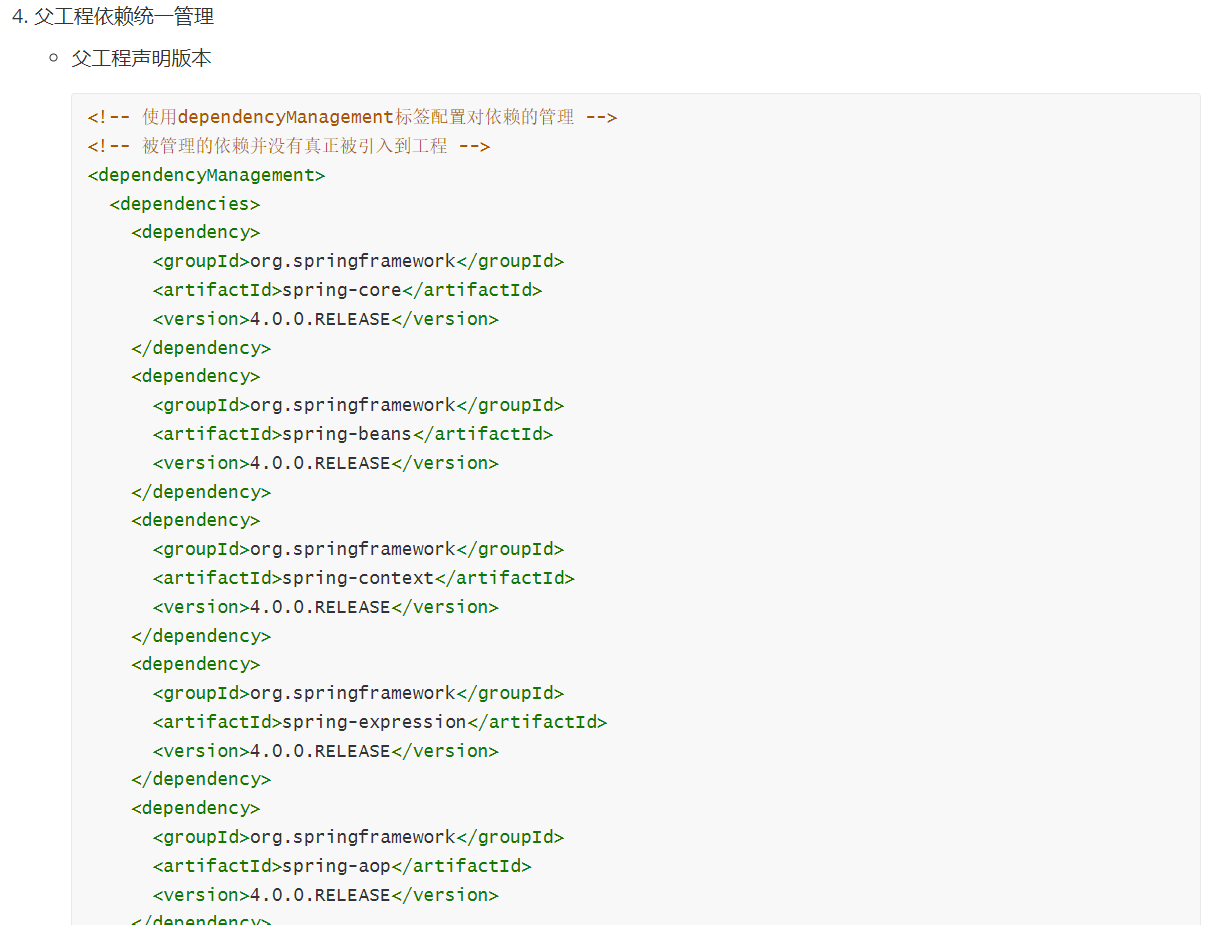 4. 父工程依赖统一管理
父工程声明版本
<!-- 使用dependencyManagement标签配置对依赖的管理 -->
<!-- 被管理的依赖并没有真正被引入到工程 -->
<dependencyManagement>
  <dependencies>
    <dependency>
      <groupId>org.springframework</groupId>
      <artifactId>spring-core</artifactId>
      <version>4.0.0.RELEASE</version>
    </dependency>
    <dependency>
      <groupId>org.springframework</groupId>
      <artifactId>spring-beans</artifactId>
      <version>4.0.0.RELEASE</version>
    </dependency>
    <dependency>
      <groupId>org.springframework</groupId>
      <artifactId>spring-context</artifactId>
      <version>4.0.0.RELEASE</version>
    </dependency>
    <dependency>
      <groupId>org.springframework</groupId>
      <artifactId>spring-expression</artifactId>
      <version>4.0.0.RELEASE</version>
    </dependency>
    <dependency>
      <groupId>org.springframework</groupId>
      <artifactId>spring-aop</artifactId>
      <version>4.0.0.RELEASE</version>
    </dependency>